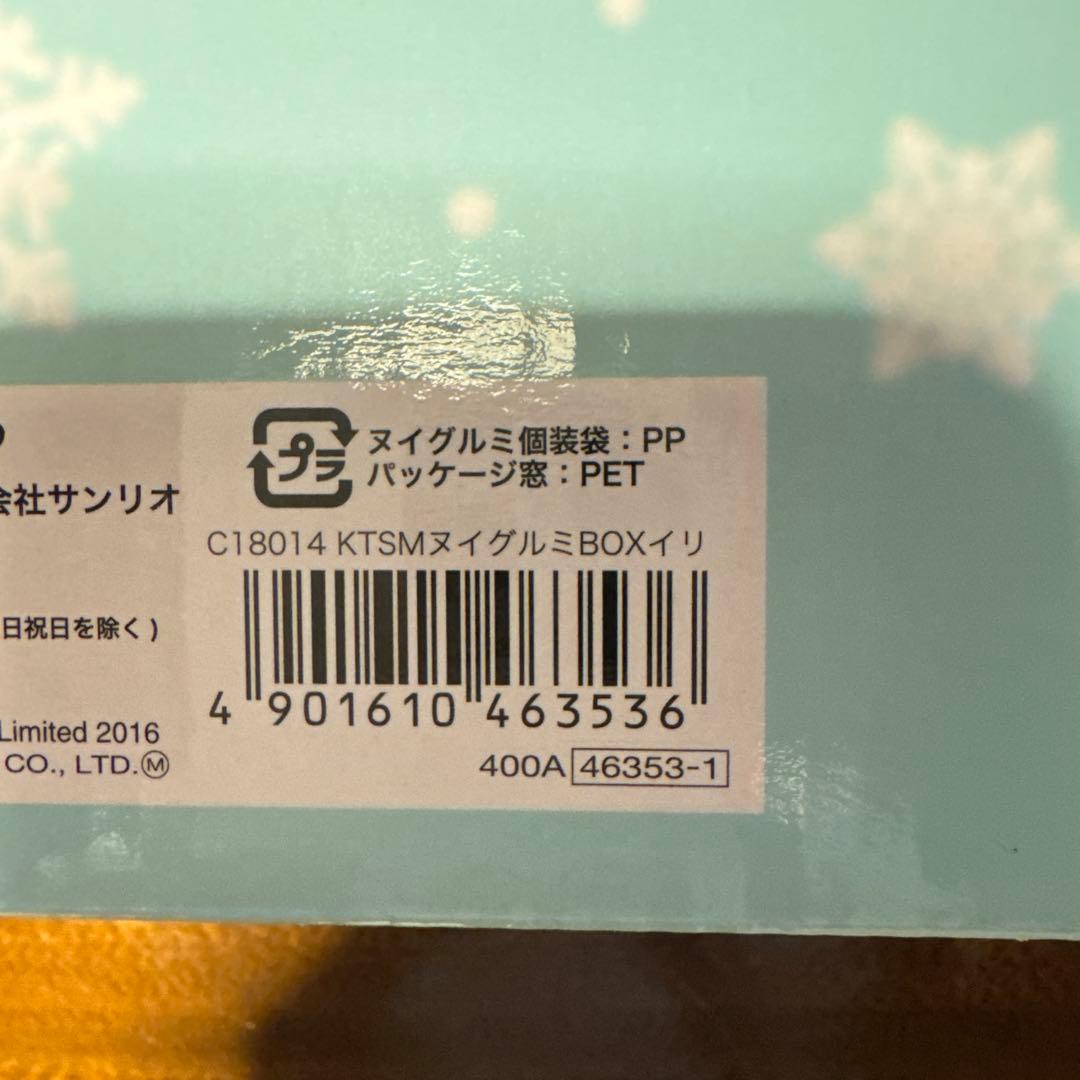 プラ
ヌイグルミ個装袋：PP
パッケージ窓：PET
会社サンリオ
C18014 KTSMヌイグルミBOXイリ
日祝日を除く)
4 901610 463536
Limited 2016
CO., LTD.Ⓜ
400A 46353-1